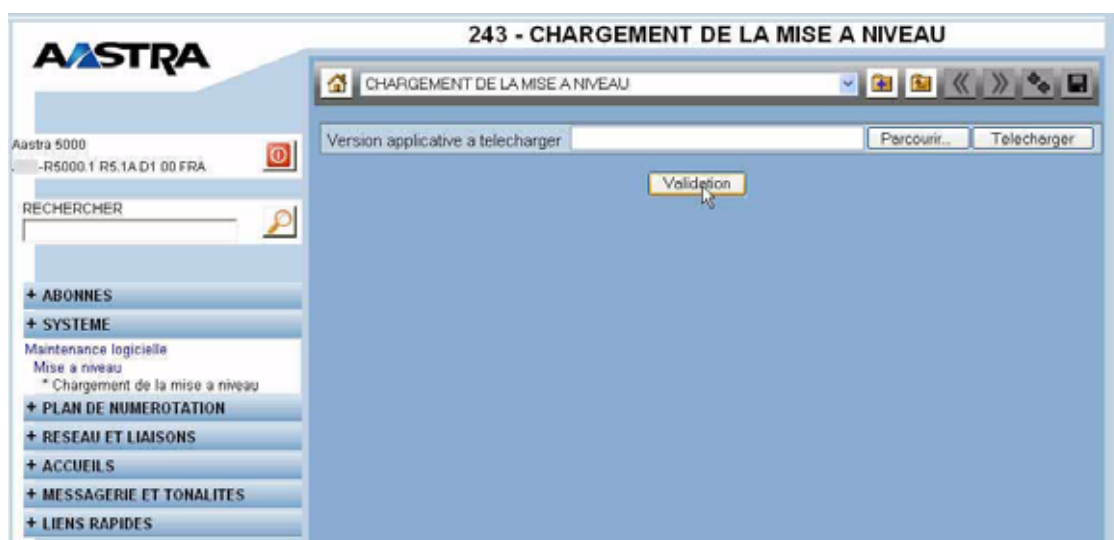 243 - CHARGEMENT DE LA MISE A NIVEAU
AASTRA
CHARGEMENT DE LA MISE A NIVEAU
Aastra 5000
-R5000.1 R5.1A D1 00 FRA
Version applicative a telecharger
Parcourir...
Telecharger
Validation
RECHERCHER
+ ABONNES
+ SYSTEME
Maintenance logicielle
Mise a niveau
* Chargement de la mise a niveau
+ PLAN DE NUMEROTATION
+ RESEAU ET LIAISONS
+ ACCUEILS
+ MESSAGERIE ET TONALITES
+ LIENS RAPIDES